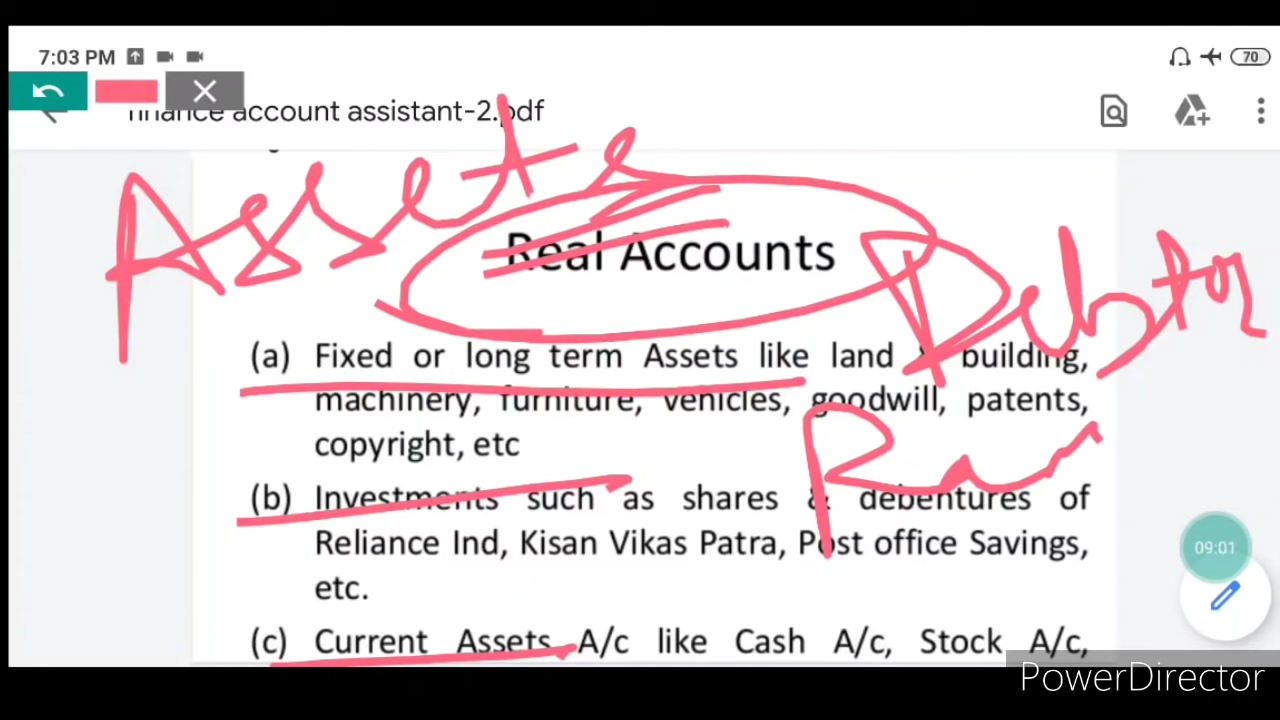 7:03 PM
70
finance account assistant-2.pdf
Assets
Real Accounts
Debtor
(a) Fixed or long term Assets like land & building,
machinery, furniture, vehicles, goodwill, patents,
copyright, etc
Ram
(b) Investments such as shares & debentures of
Reliance Ind, Kisan Vikas Patra, Post office Savings,
etc.
09:01
(c) Current Assets A/c like Cash A/c, Stock A/c,
PowerDirector